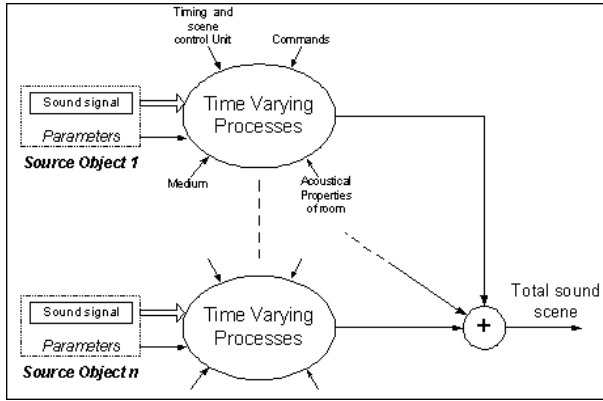 Timing and
scene
control Unit
Commands
Sound signal
Parameters
Source Object 1
Time Varying
Processes
Medium
Acoustical
Properties
of room
Sound signal
Parameters
Source Object n
Time Varying
Processes
+
Total sound
scene